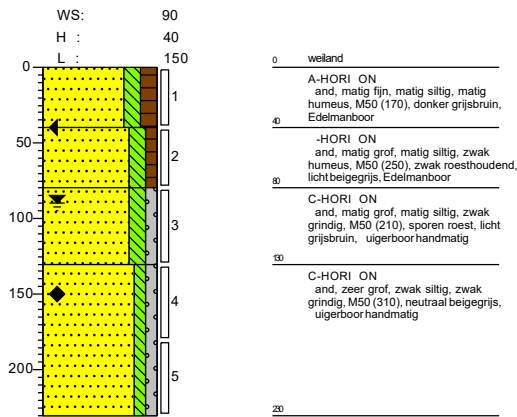 WS: 90
H : 40
L : 150
0
50
100
150
200
1
2
3
4
5
0 weiland
A-HORI ON
and, matig fijn, matig siltig, matig
humeus, M50 (170), donker grijsbruin,
Edelmanboor
40
-HORI ON
and, matig grof, matig siltig, zwak
humeus, M50 (250), zwak roesthoudend,
licht beigegrijs, Edelmanboor
80
C-HORI ON
and, matig grof, matig siltig, zwak
grindig, M50 (210), sporen roest, licht
grijsbruin, uigerboor handmatig
130
C-HORI ON
and, zeer grof, zwak siltig, zwak
grindig, M50 (310), neutraal beigegrijs,
uigerboor handmatig
230